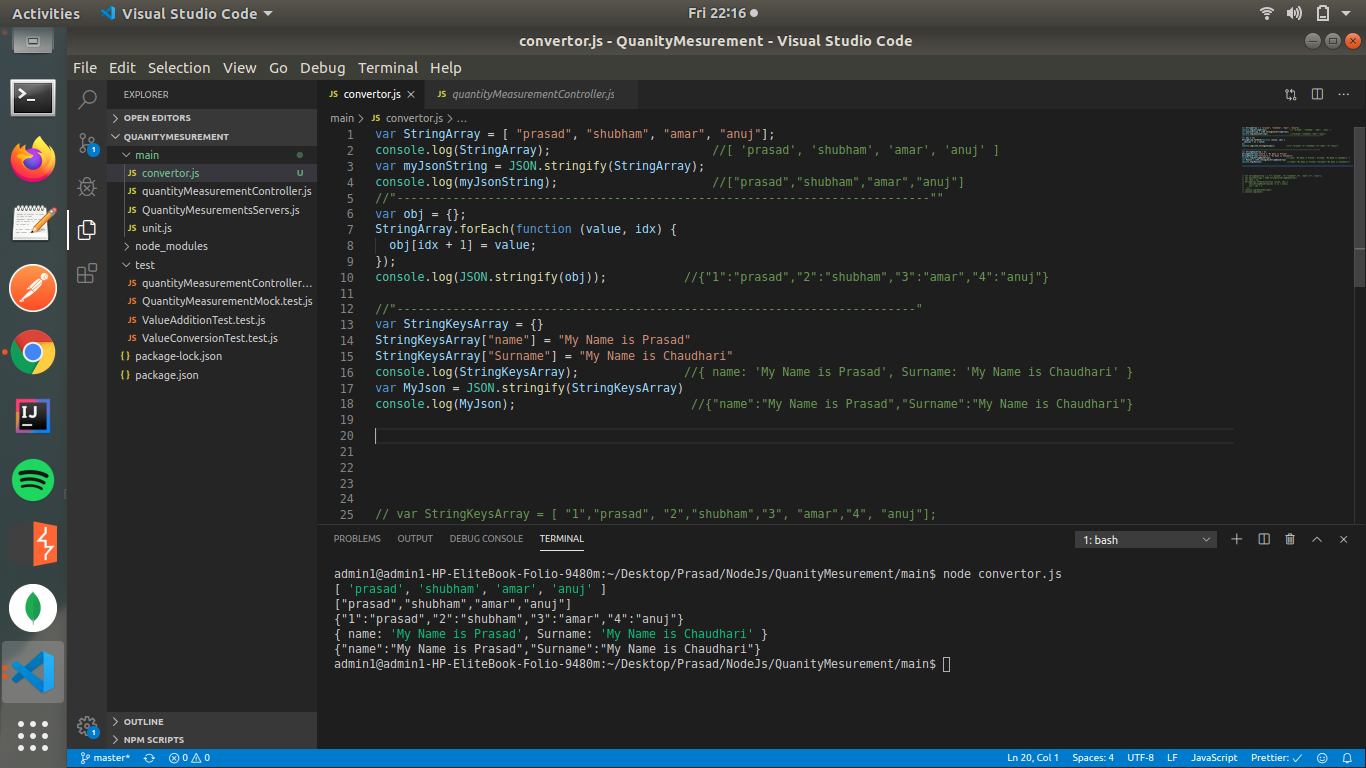 Activities Visual Studio Code Fri 22:16
convertor.js - QuanityMesurement - Visual Studio Code
File Edit Selection View Go Debug Terminal Help
EXPLORER
OPEN EDITORS
QUANITYMESUREMENT
main
JS convertor.js U
JS quantityMeasurementController.js
JS QuantityMesurementsServers.js
JS unit.js
node_modules
test
JS quantityMeasurementController...
JS QuantityMeasurementMock.test.js
JS ValueAdditionTest.test.js
JS ValueConversionTest.test.js
{} package-lock.json
{} package.json
OUTLINE
NPM SCRIPTS
1
1
JS convertor.js JS quantityMeasurementController.js
main > JS convertor.js > ...
1 var StringArray = [ "prasad", "shubham", "amar", "anuj"];
2 console.log(StringArray); //[ 'prasad', 'shubham', 'amar', 'anuj' ]
3 var myJsonString = JSON.stringify(StringArray);
4 console.log(myJsonString); //["prasad","shubham","amar","anuj"]
5 //"----------------------------------------------------------------------------""
6 var obj = {};
7 StringArray.forEach(function (value, idx) {
8 obj[idx + 1] = value;
9 });
10 console.log(JSON.stringify(obj)); //{"1":"prasad","2":"shubham","3":"amar","4":"anuj"}
11
12 //"--------------------------------------------------------------------------"
13 var StringKeysArray = {}
14 StringKeysArray["name"] = "My Name is Prasad"
15 StringKeysArray["Surname"] = "My Name is Chaudhari"
16 console.log(StringKeysArray); //{ name: 'My Name is Prasad', Surname: 'My Name is Chaudhari' }
17 var MyJson = JSON.stringify(StringKeysArray)
18 console.log(MyJson); //{"name":"My Name is Prasad","Surname":"My Name is Chaudhari"}
19
20
21
22
23
24
25 // var StringKeysArray = [ "1","prasad", "2","shubham","3", "amar","4", "anuj"];
PROBLEMS OUTPUT DEBUG CONSOLE TERMINAL 1: bash
admin1@admin1-HP-EliteBook-Folio-9480m:~/Desktop/Prasad/NodeJs/QuanityMesurement/main$ node convertor.js
[ 'prasad', 'shubham', 'amar', 'anuj' ]
["prasad","shubham","amar","anuj"]
{"1":"prasad","2":"shubham","3":"amar","4":"anuj"}
{ name: 'My Name is Prasad', Surname: 'My Name is Chaudhari' }
{"name":"My Name is Prasad","Surname":"My Name is Chaudhari"}
admin1@admin1-HP-EliteBook-Folio-9480m:~/Desktop/Prasad/NodeJs/QuanityMesurement/main$
master* 0 0 Ln 20, Col 1 Spaces: 4 UTF-8 LF JavaScript Prettier: ✓